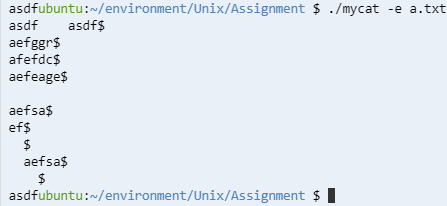 asdfubuntu:~/environment/Unix/Assignment $ ./mycat -e a.txt
asdf    asdf$
aefggr$
afefdc$
aefeage$

aefsa$
ef$
  $
  aefsa$
    $
asdfubuntu:~/environment/Unix/Assignment $